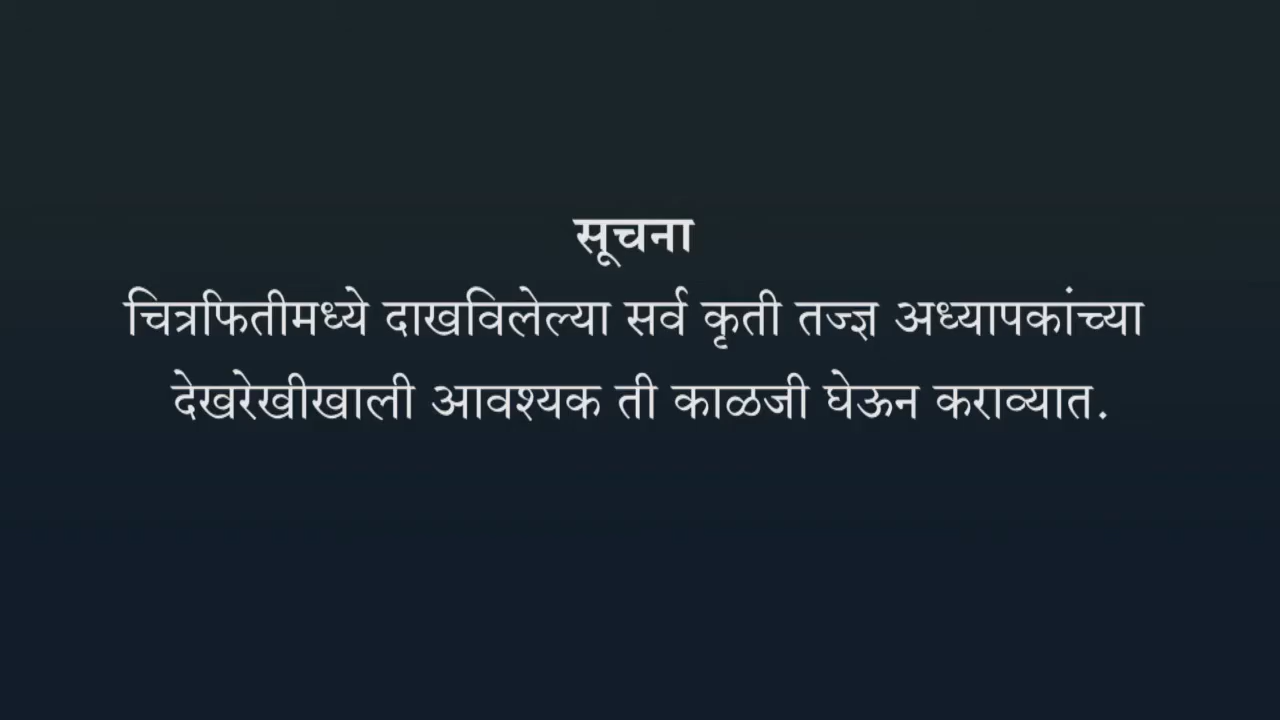 सूचना
चित्रफितीमध्ये दाखविलेल्या सर्व कृती तज्ज्ञ अध्यापकांच्या
देखरेखीखाली आवश्यक ती काळजी घेऊन कराव्यात.